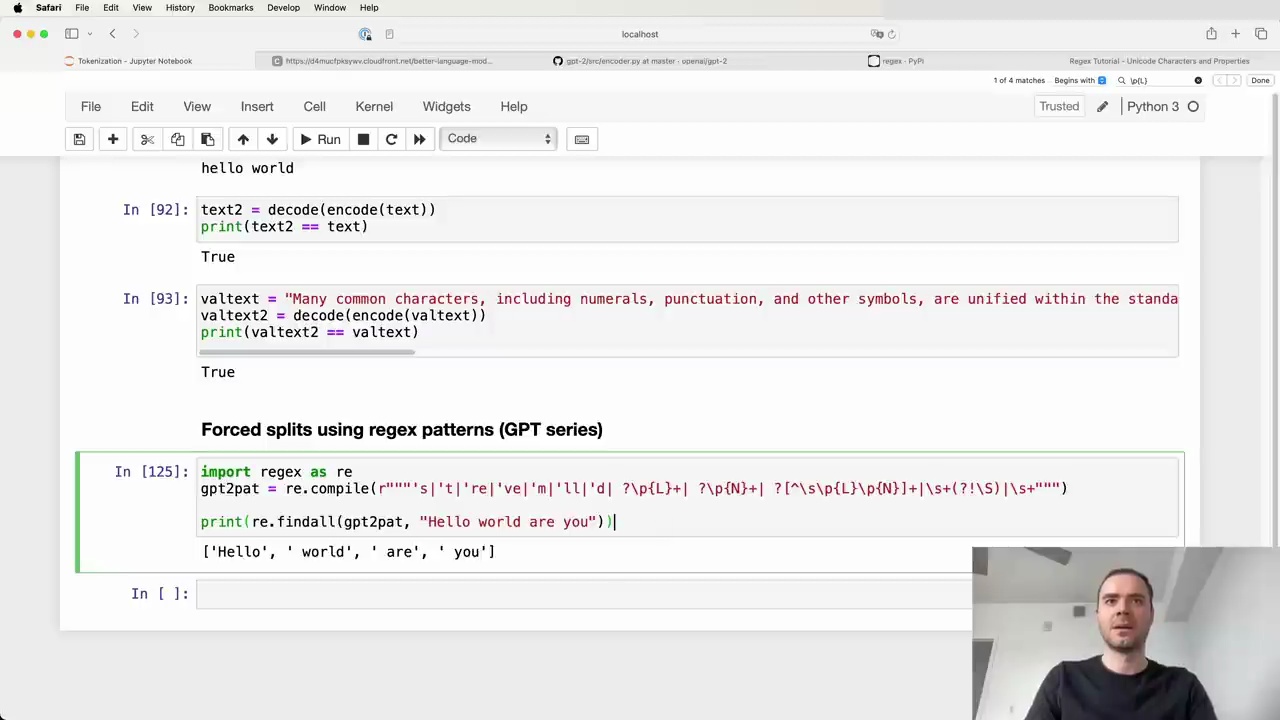 Safari File Edit View History Bookmarks Develop Window Help
localhost
Tokenization - Jupyter Notebook
https://d4mucfpksywv.cloudfront.net/better-language-mod...
gpt-2/src/encoder.py at master · openai/gpt-2
regex · PyPI
Regex Tutorial - Unicode Characters and Properties
1 of 4 matches Begins with \p{L} Done
File Edit View Insert Cell Kernel Widgets Help Trusted Python 3
Run Code
hello world
In [92]: text2 = decode(encode(text))
print(text2 == text)
True
In [93]: valtext = "Many common characters, including numerals, punctuation, and other symbols, are unified within the standa
valtext2 = decode(encode(valtext))
print(valtext2 == valtext)
True
Forced splits using regex patterns (GPT series)
In [125]: import regex as re
gpt2pat = re.compile(r"""'s|'t|'re|'ve|'m|'ll|'d| ?\p{L}+| ?\p{N}+| ?[^\s\p{L}\p{N}]+|\s+(?!\S)|\s+""")
print(re.findall(gpt2pat, "Hello world are you"))
['Hello', ' world', ' are', ' you']
In [ ]: